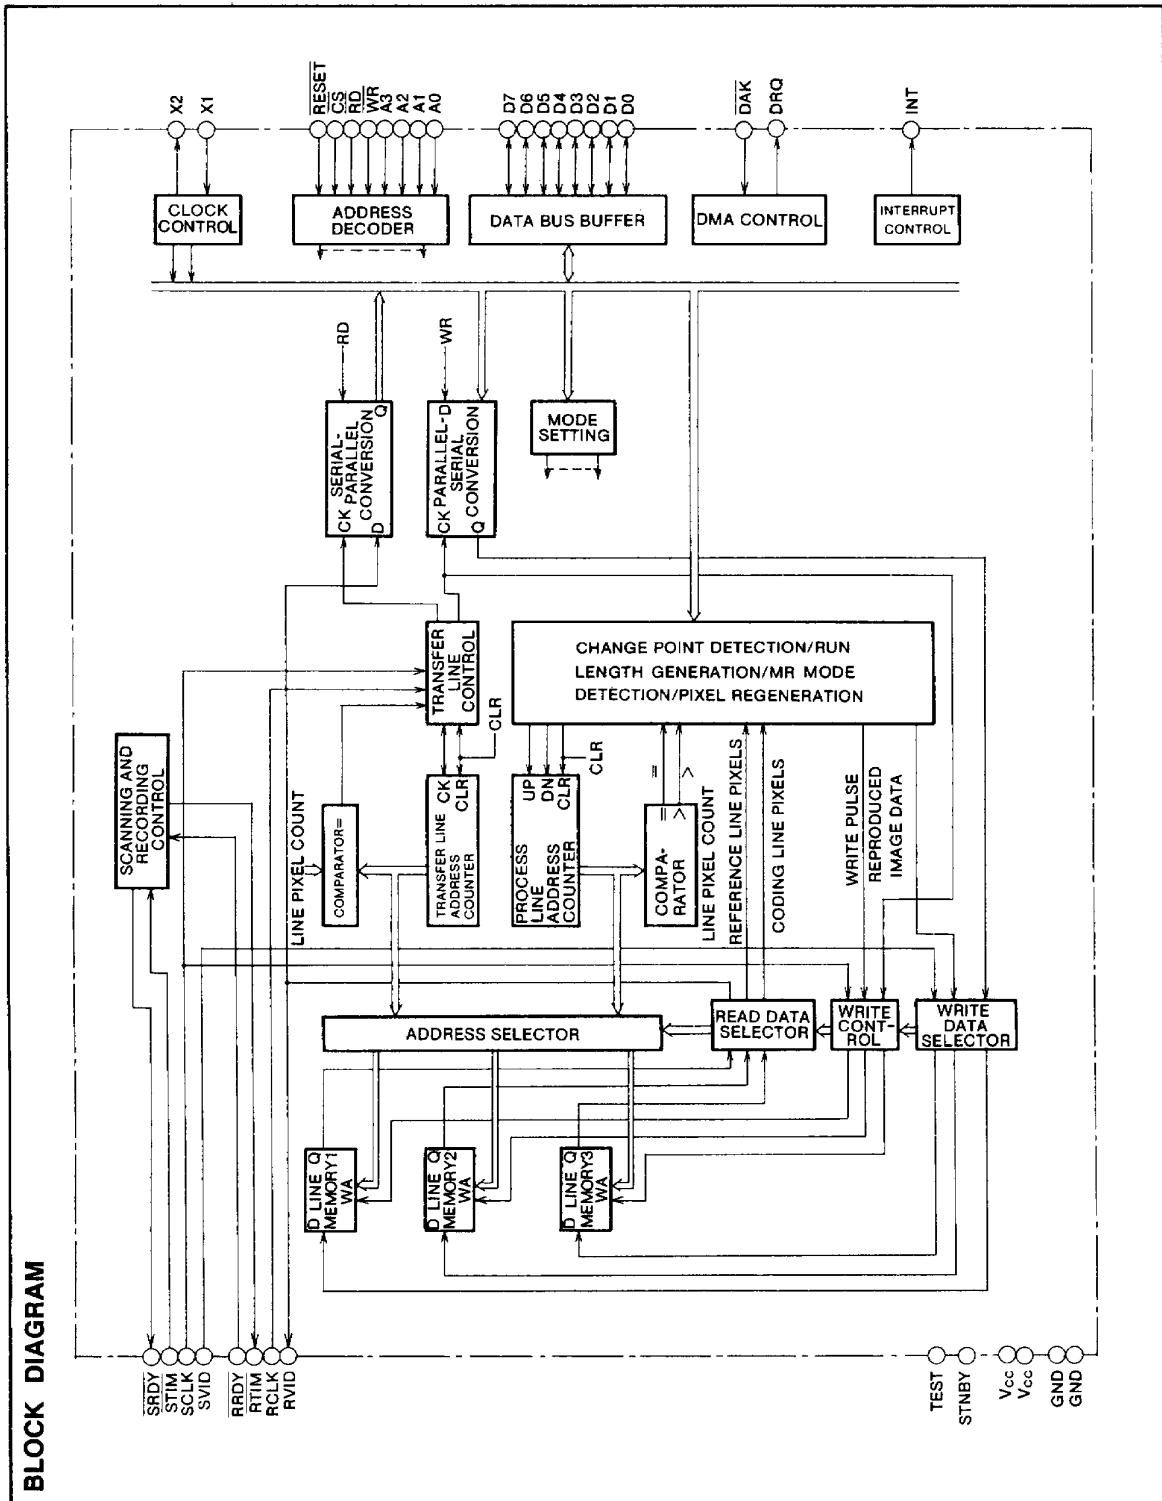 BLOCK DIAGRAM
X2
X1
RESET
CS
RD
WR
A3
A2
A1
A0
D7
D6
D5
D4
D3
D2
D1
D0
DAK
DRQ
INT
CLOCK
CONTROL
ADDRESS
DECODER
DATA BUS BUFFER
DMA CONTROL
INTERRUPT
CONTROL
RD
WR
CK SERIAL-
PARALLEL
CONVERSION
D Q
CK PARALLEL-D
SERIAL
CONVERSION
Q
MODE
SETTING
TRANSFER
LINE
CONTROL
CHANGE POINT DETECTION/RUN
LENGTH GENERATION/MR MODE
DETECTION/PIXEL REGENERATION
CLR
CLR
SCANNING AND
RECORDING
CONTROL
LINE PIXEL COUNT
COMPARATOR=
TRANSFER LINE CK
ADDRESS
COUNTER CLR
PROCESS UP
LINE DN
ADDRESS CLR
COUNTER
COMPA- =
RATOR >
=
>
LINE PIXEL COUNT
REFERENCE LINE PIXELS
CODING LINE PIXELS
WRITE PULSE
REPRODUCED
IMAGE DATA
ADDRESS SELECTOR
READ DATA
SELECTOR
WRITE
CONT-
ROL
WRITE
DATA
SELECTOR
D LINE Q
MEMORY1
WA
D LINE Q
MEMORY2
WA
D LINE Q
MEMORY3
WA
SRDY
STIM
SCLK
SVID
RRDY
RTIM
RCLK
RVID
TEST
STNBY
Vcc
Vcc
GND
GND